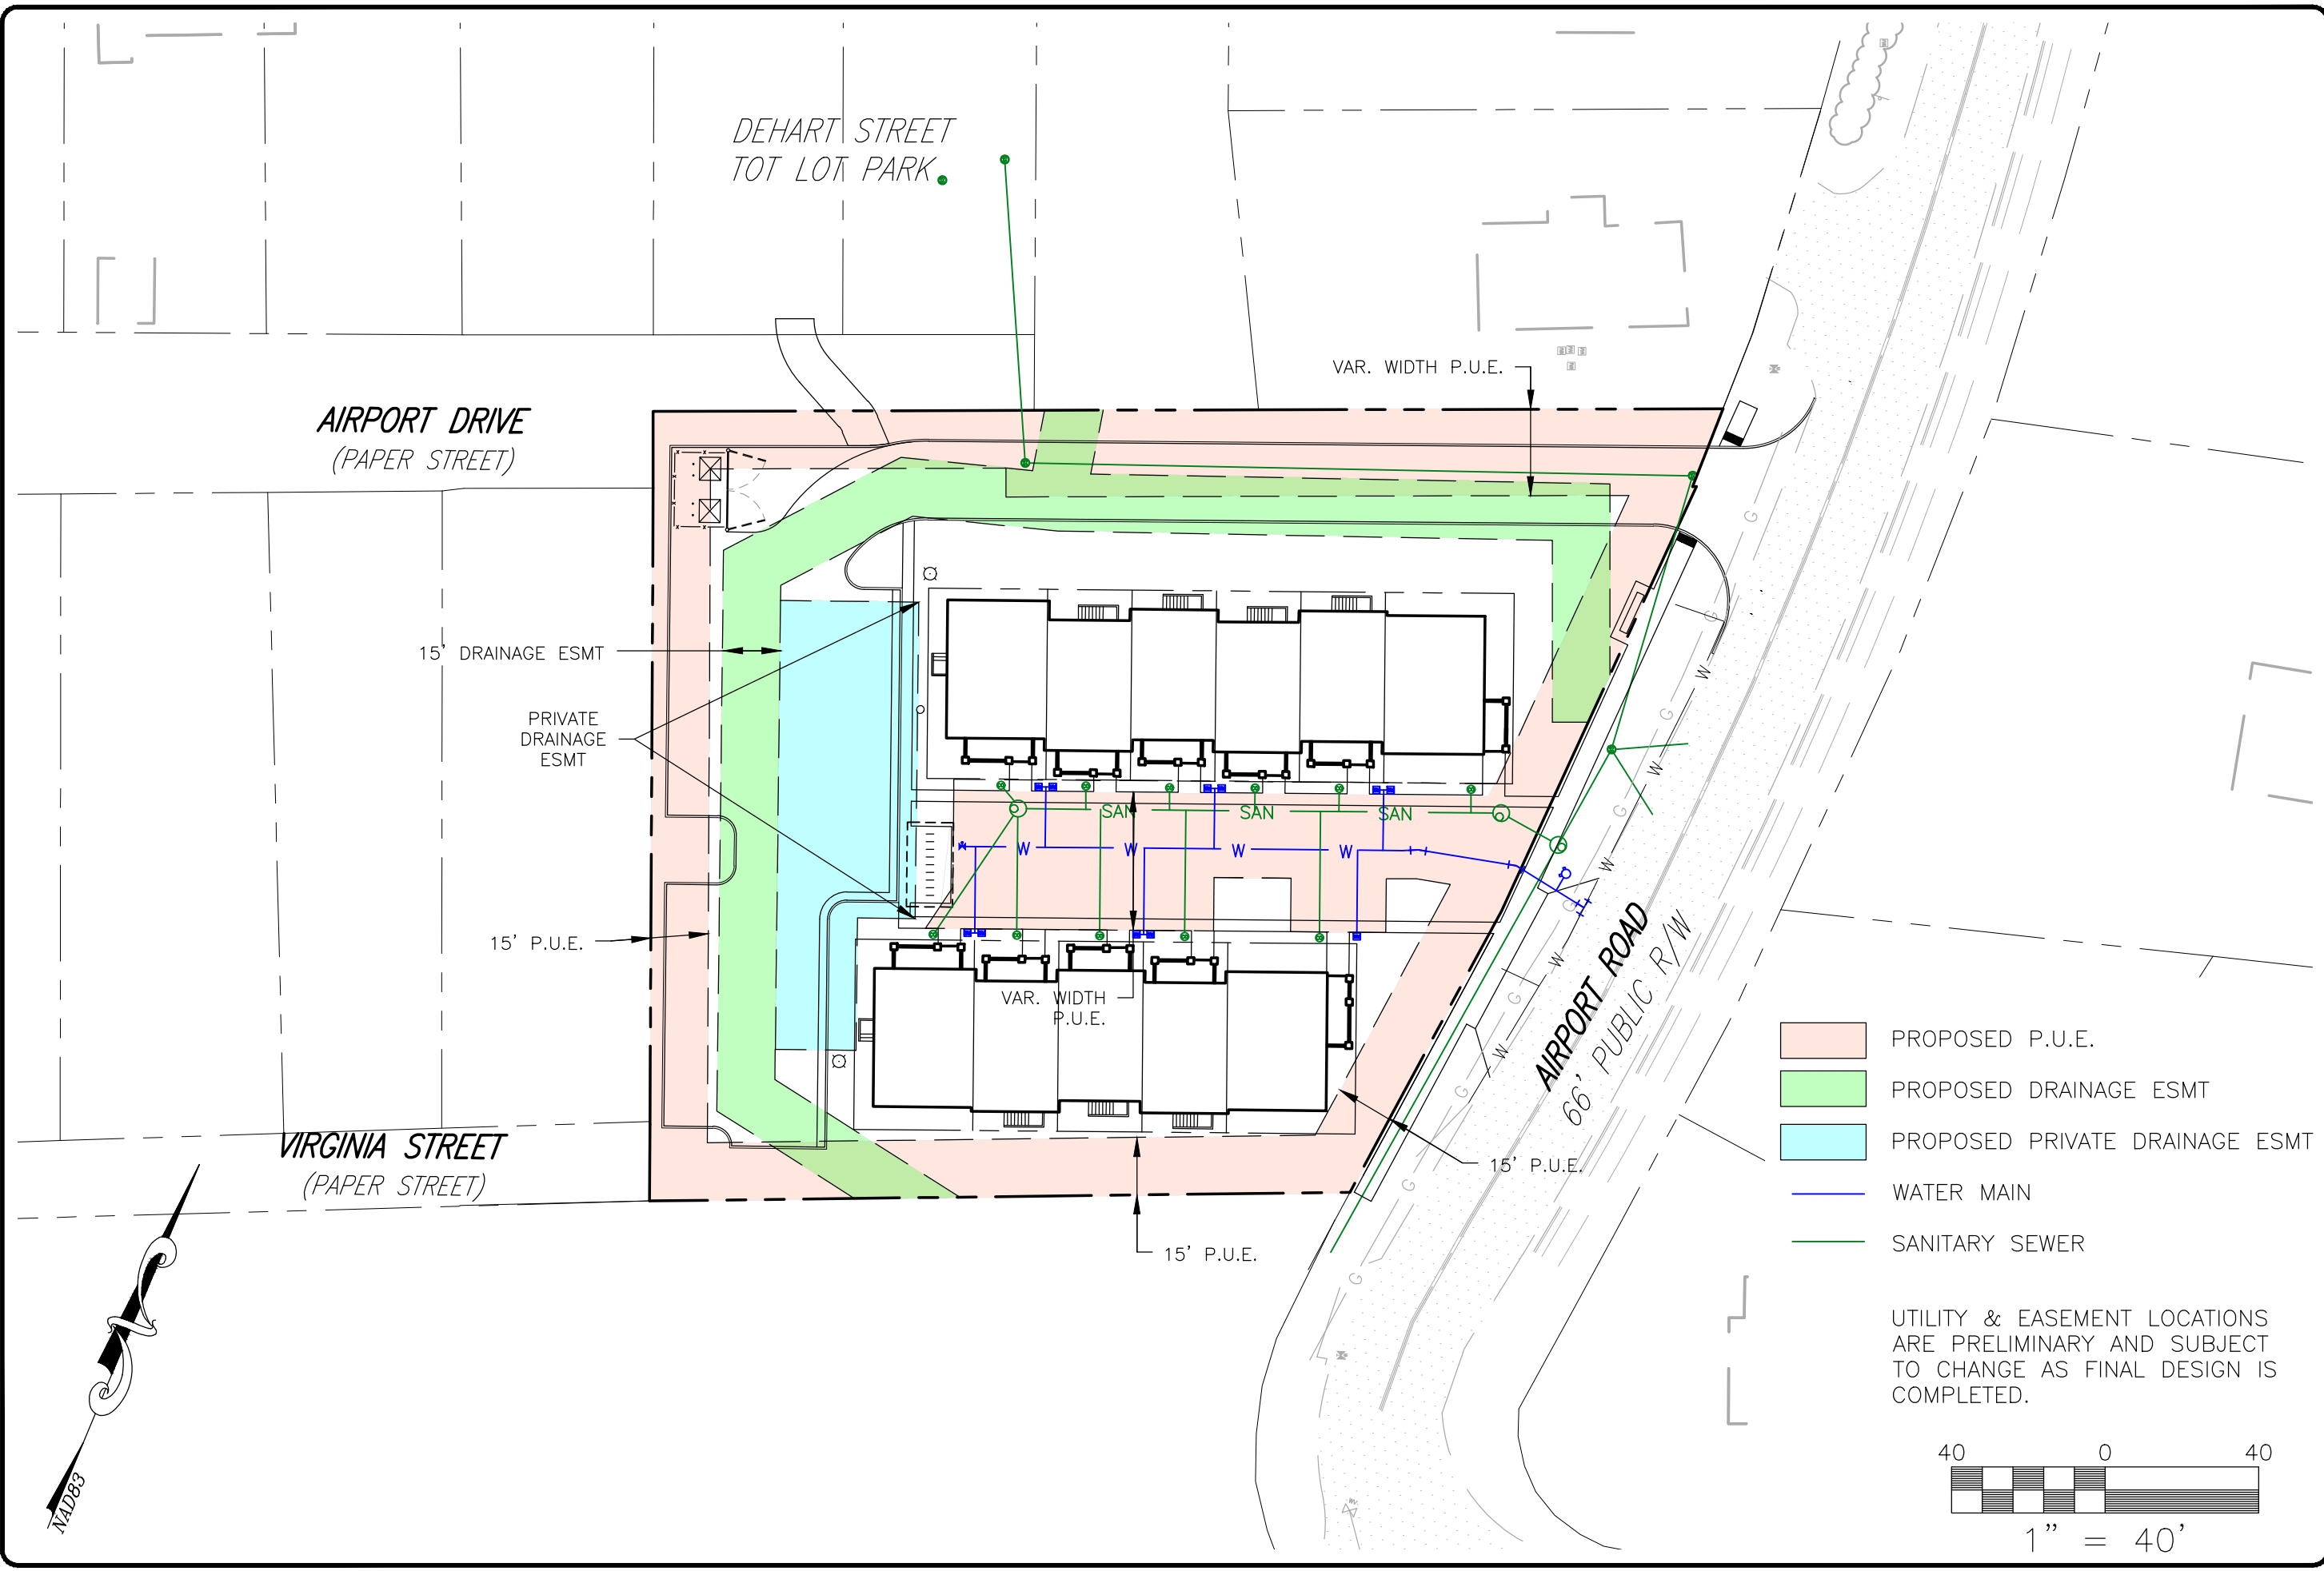 DEHART STREET
TOT LOT PARK
VAR. WIDTH P.U.E.
AIRPORT DRIVE
(PAPER STREET)
15' DRAINAGE ESMT
PRIVATE
DRAINAGE
ESMT
SAN SAN SAN
W W W W
15' P.U.E.
VAR. WIDTH
P.U.E.
G G G G G G G G G
W W W W W
AIRPORT ROAD
66' PUBLIC R/W
VIRGINIA STREET
(PAPER STREET)
15' P.U.E.
15' P.U.E.
PROPOSED P.U.E.
PROPOSED DRAINAGE ESMT
PROPOSED PRIVATE DRAINAGE ESMT
WATER MAIN
SANITARY SEWER
UTILITY & EASEMENT LOCATIONS
ARE PRELIMINARY AND SUBJECT
TO CHANGE AS FINAL DESIGN IS
COMPLETED.
NAD83
40 0 40
1" = 40'